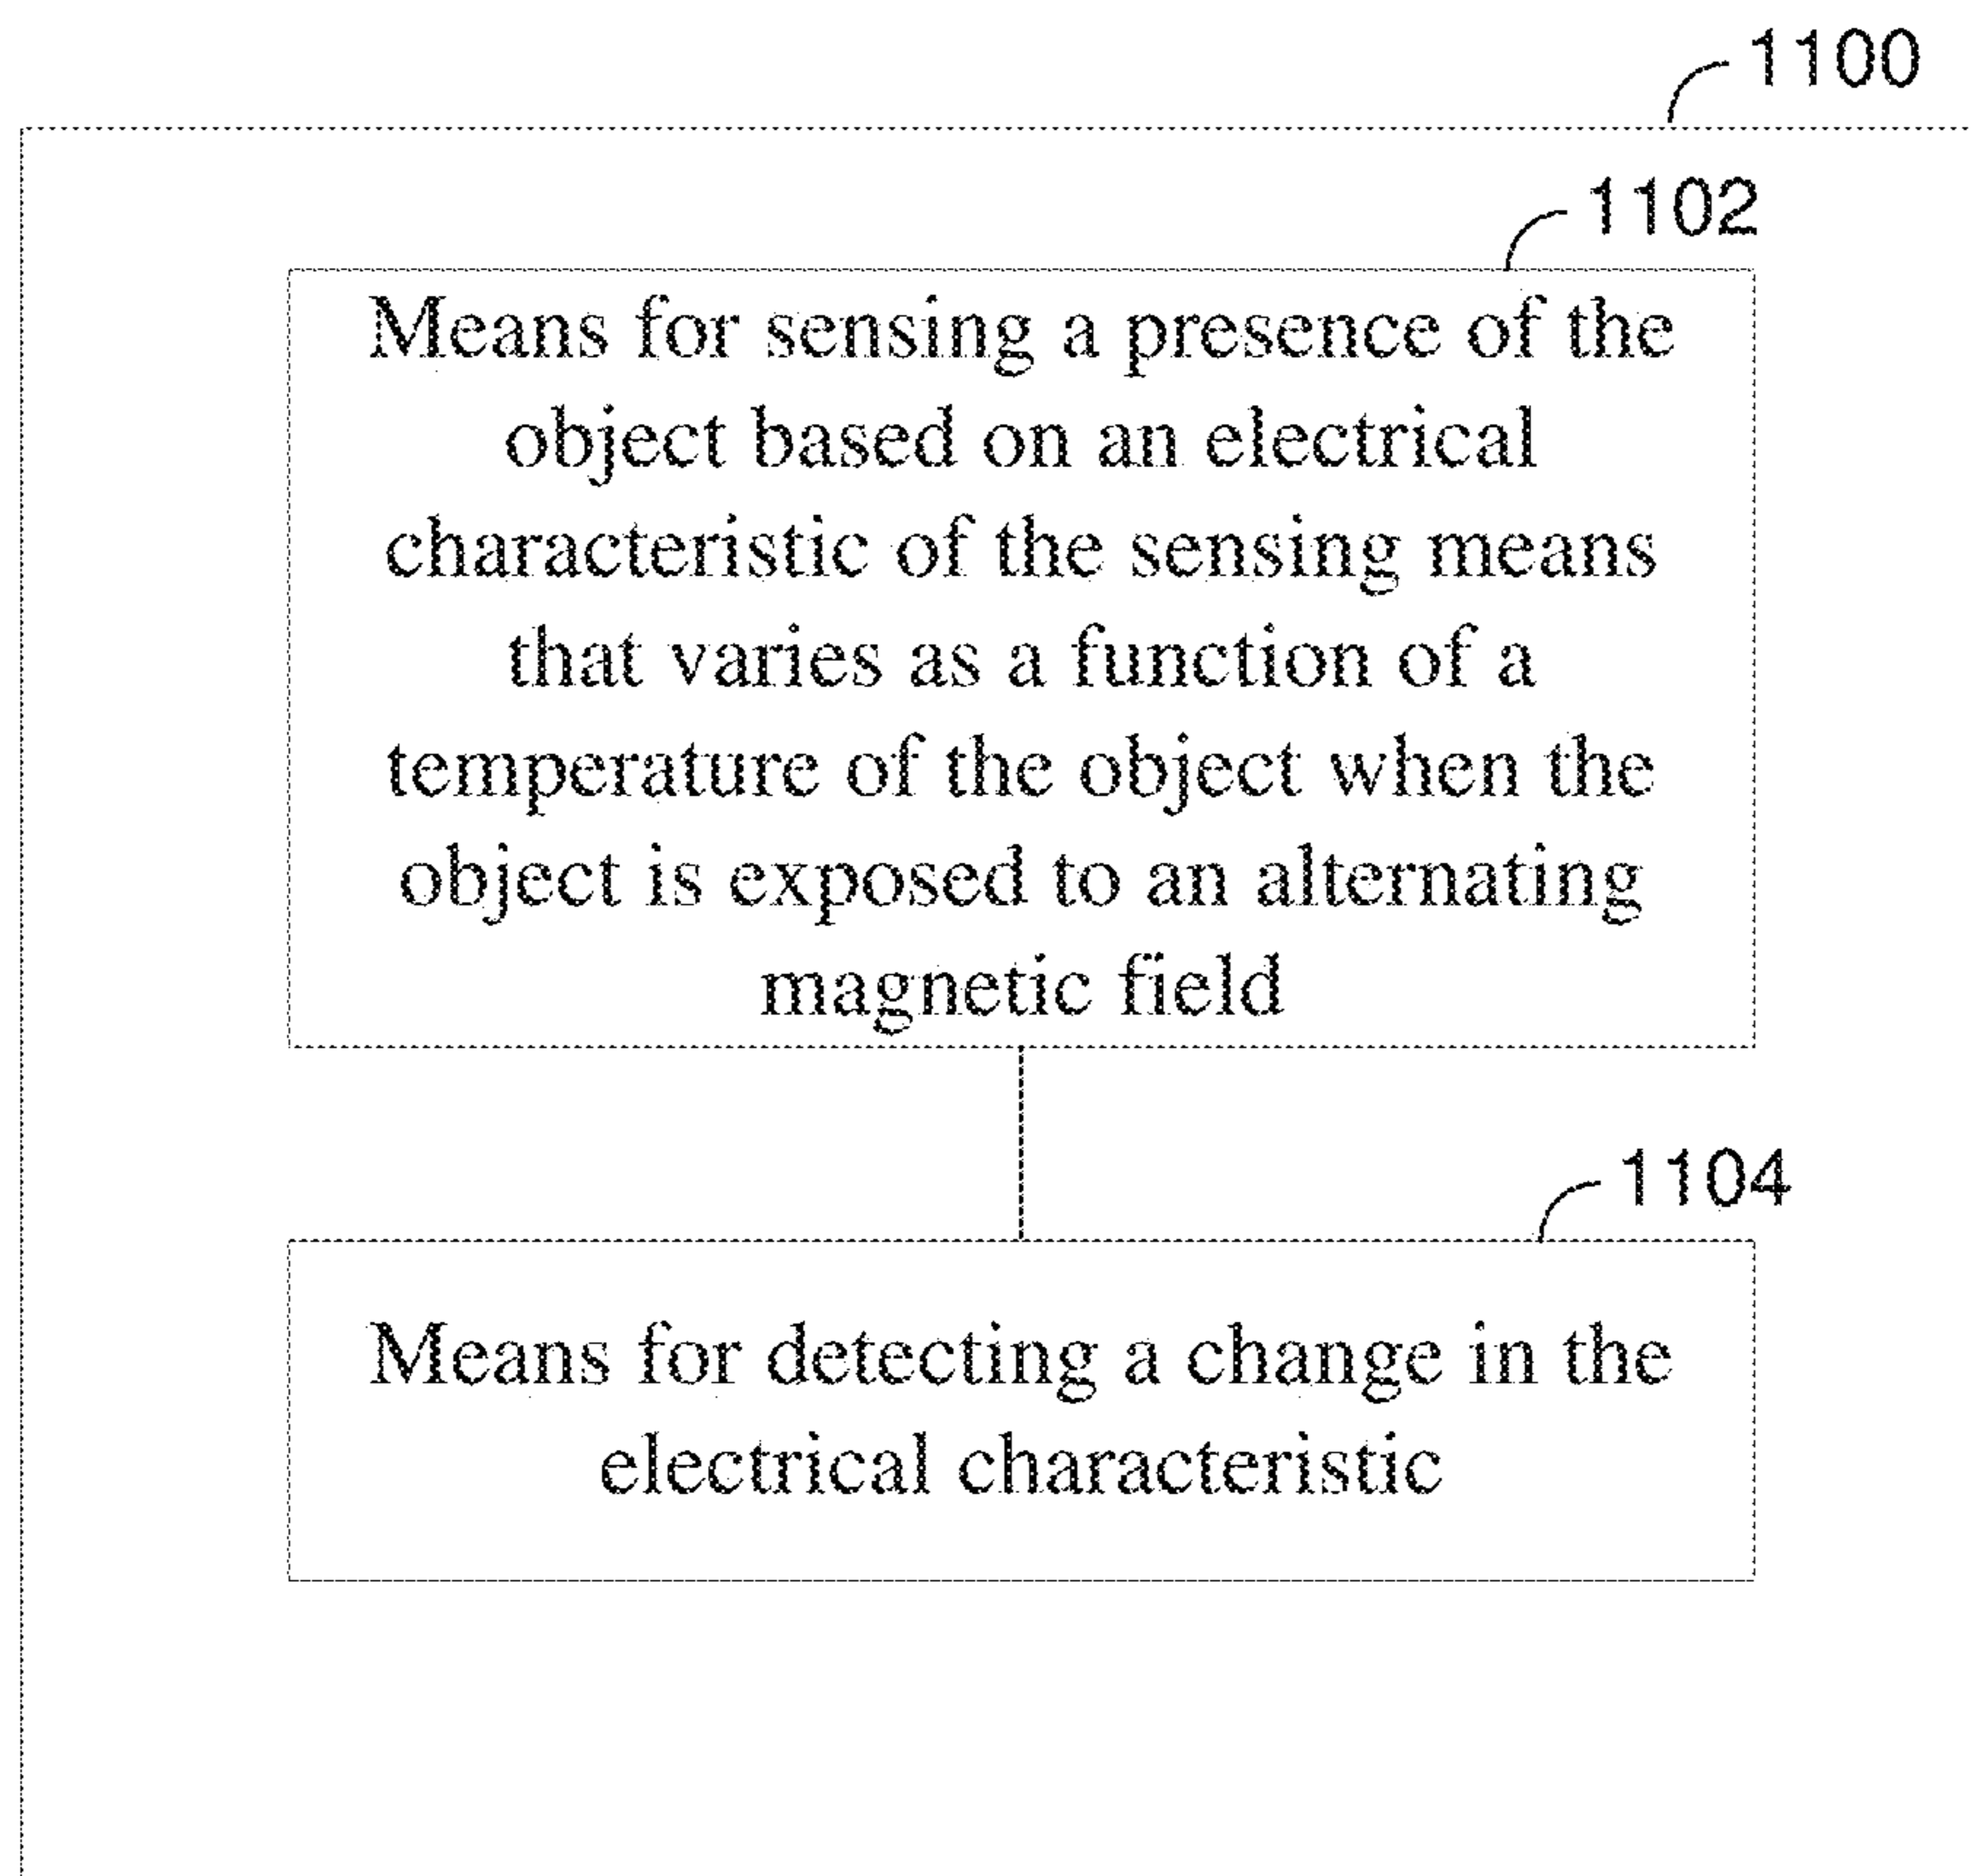 1100
1102
Means for sensing a presence of the
object based on an electrical
characteristic of the sensing means
that varies as a function of a
temperature of the object when the
object is exposed to an alternating
magnetic field
1104
Means for detecting a change in the
electrical characteristic